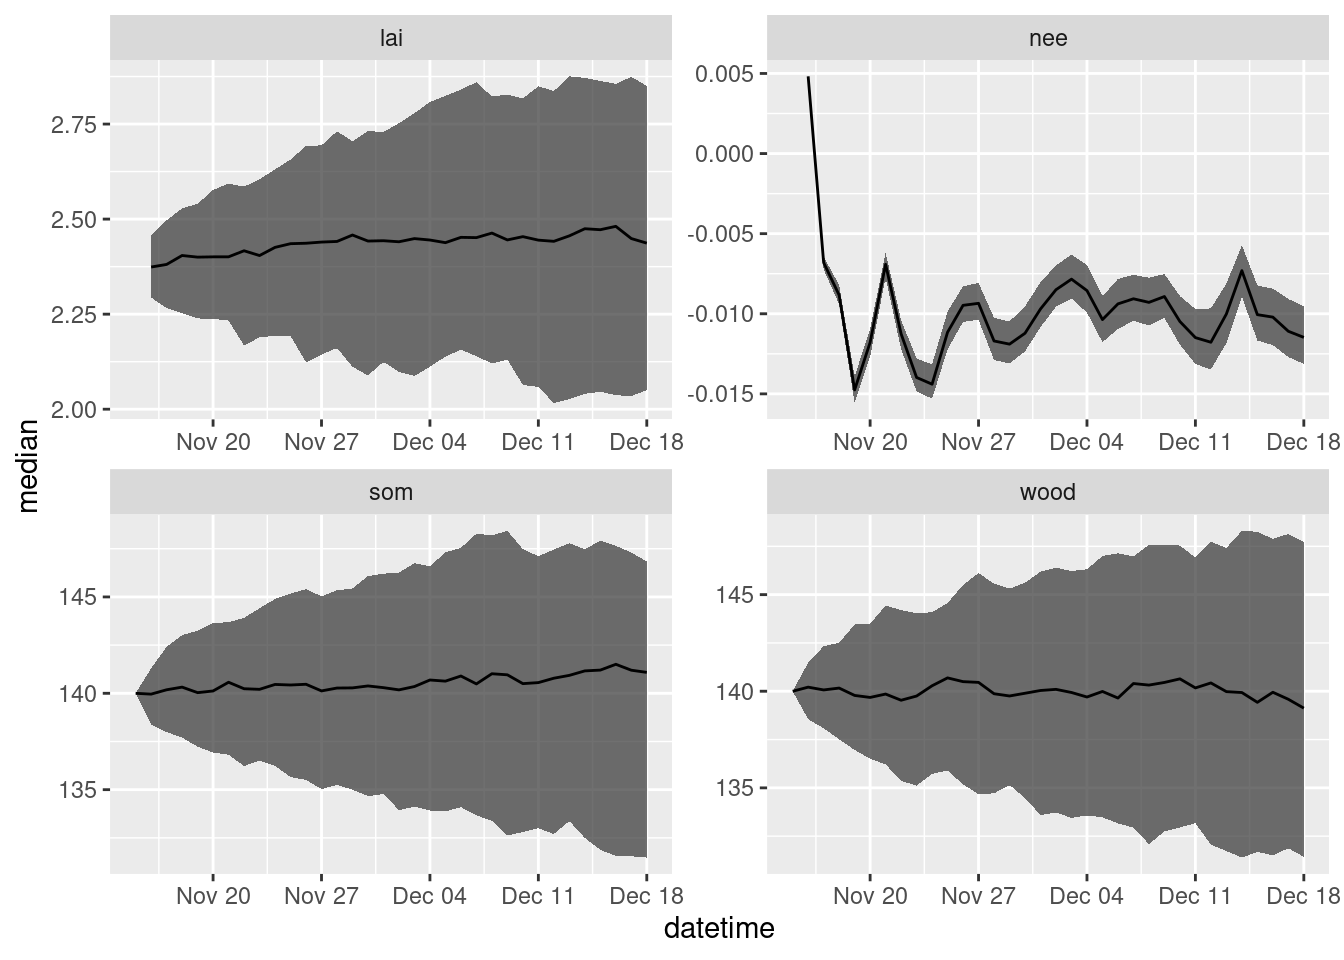 lai
nee
2.75
2.50
2.25
2.00
0.005
0.000
-0.005
-0.010
-0.015
Nov 20 Nov 27 Dec 04 Dec 11 Dec 18
Nov 20 Nov 27 Dec 04 Dec 11 Dec 18
median
som
wood
145
140
135
145
140
135
Nov 20 Nov 27 Dec 04 Dec 11 Dec 18
Nov 20 Nov 27 Dec 04 Dec 11 Dec 18
datetime